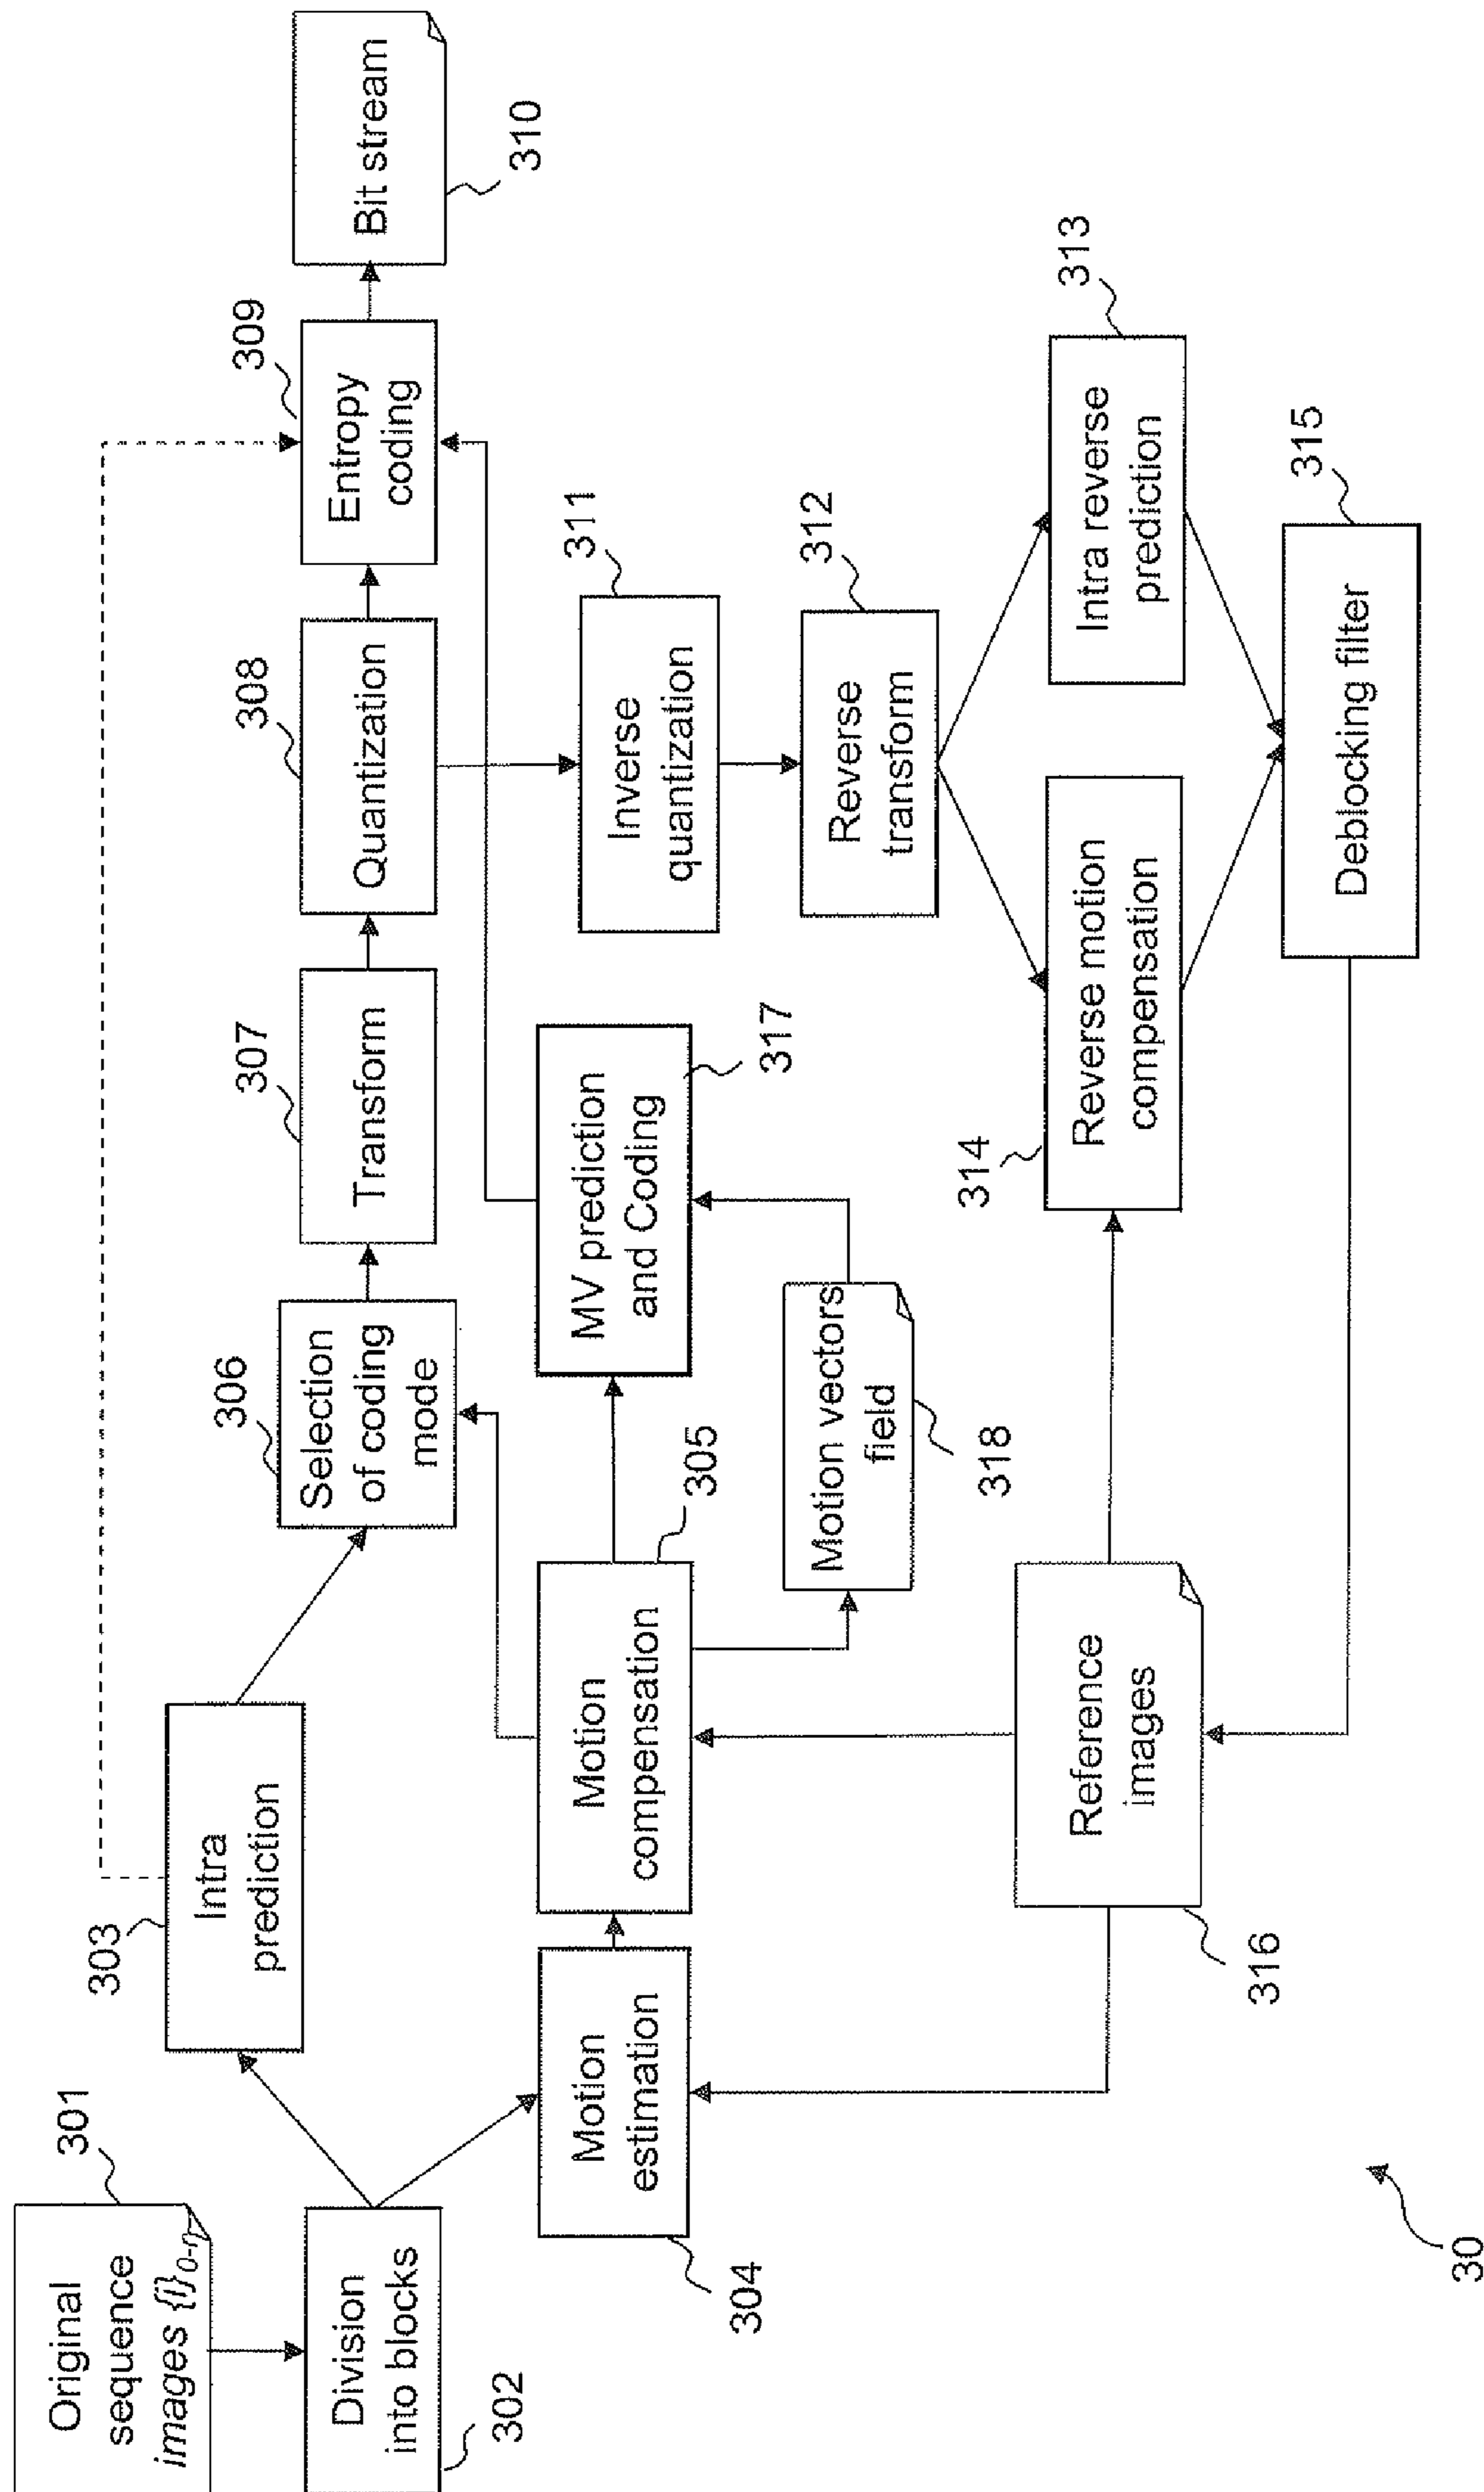 Original
sequence
images {I}0-n
301
Division
into blocks
302
Intra
prediction
303
Motion
estimation
304
Motion
compensation
305
Selection
of coding
mode
306
Transform
307
Quantization
308
Entropy
coding
309
Bit stream
310
Inverse
quantization
311
Reverse
transform
312
Intra reverse
prediction
313
Reverse motion
compensation
314
Deblocking filter
315
Reference
images
316
MV prediction
and Coding
317
Motion vectors
field
318
30